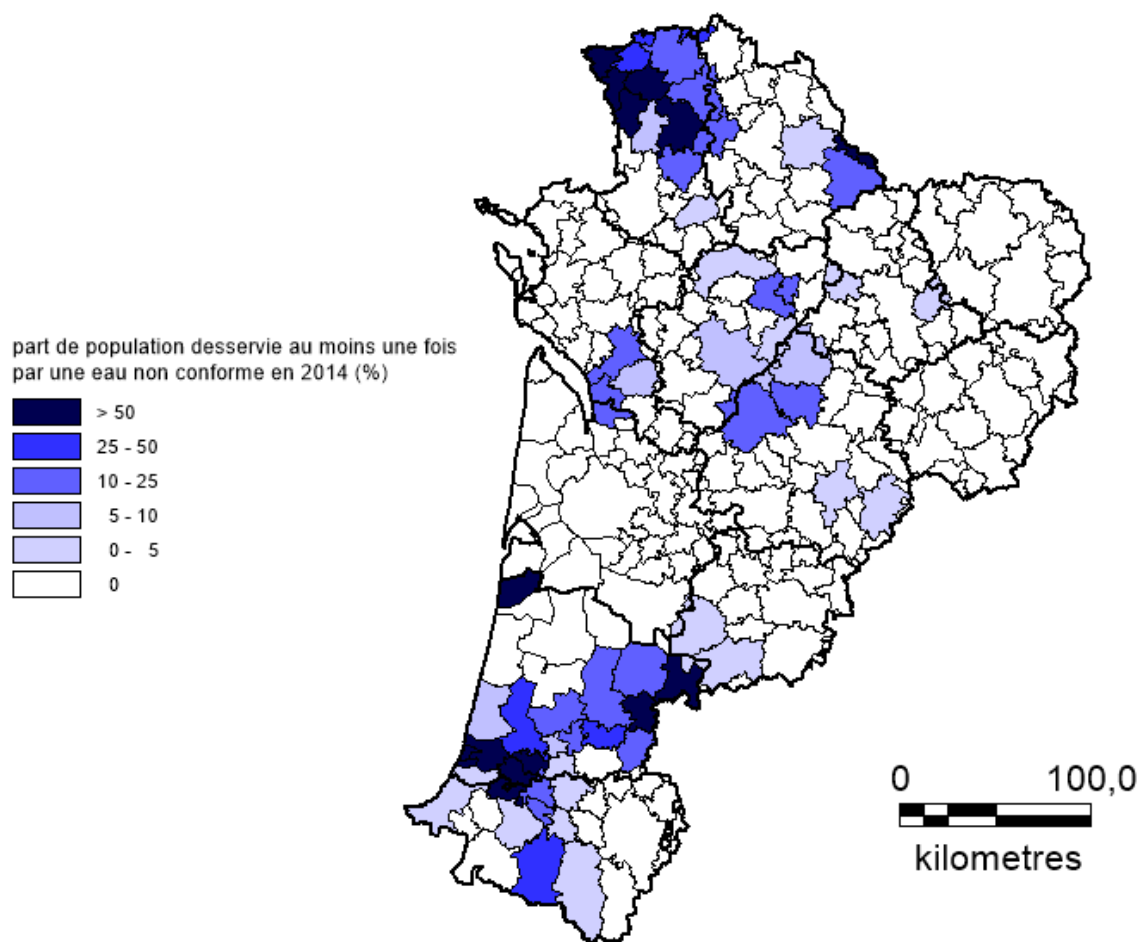 part de population desservie au moins une fois
par une eau non conforme en 2014 (%)
> 50
25 - 50
10 - 25
5 - 10
0 - 5
0
0 100,0
kilometres